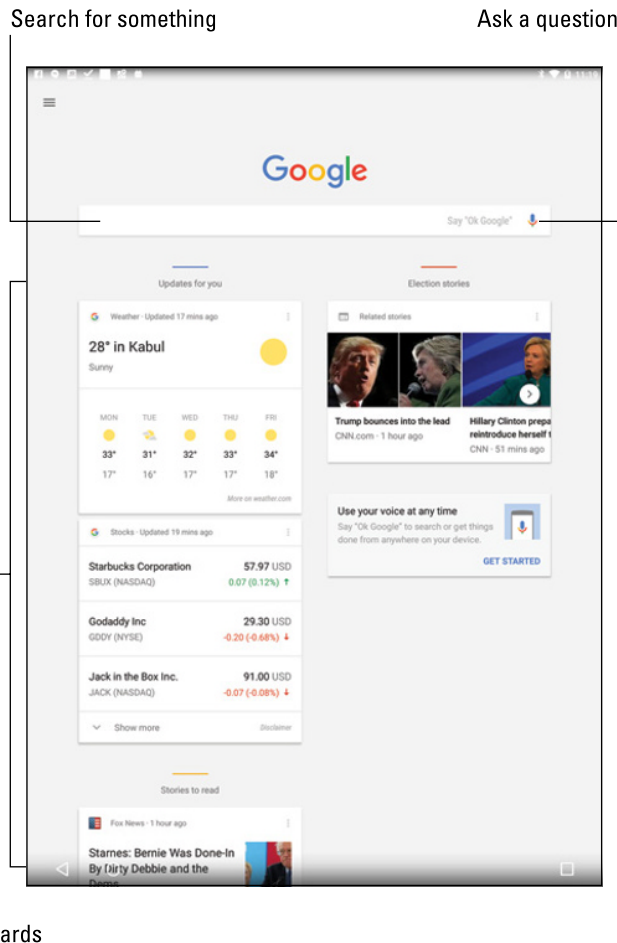 Search for something
Ask a question
11:19
Google
Say "Ok Google"
Updates for you
Weather · Updated 17 mins ago
28° in Kabul
Sunny
MON TUE WED THU FRI
33° 31° 32° 33° 34°
17° 16° 17° 17° 18°
More on weather.com
Stocks · Updated 19 mins ago
Starbucks Corporation 57.97 USD
SBUX (NASDAQ) 0.07 (0.12%) ↑
Godaddy Inc 29.30 USD
GDDY (NYSE) -0.20 (-0.68%) ↓
Jack in the Box Inc. 91.00 USD
JACK (NASDAQ) -0.07 (-0.08%) ↓
Show more Disclaimer
Stories to read
Fox News · 1 hour ago
Starnes: Bernie Was Done-In
By Dirty Debbie and the
Dems
Election stories
Related stories
Trump bounces into the lead
CNN.com · 1 hour ago
Hillary Clinton prepa
reintroduce herself t
CNN · 51 mins ago
Use your voice at any time
Say "Ok Google" to search or get things
done from anywhere on your device.
GET STARTED
ards